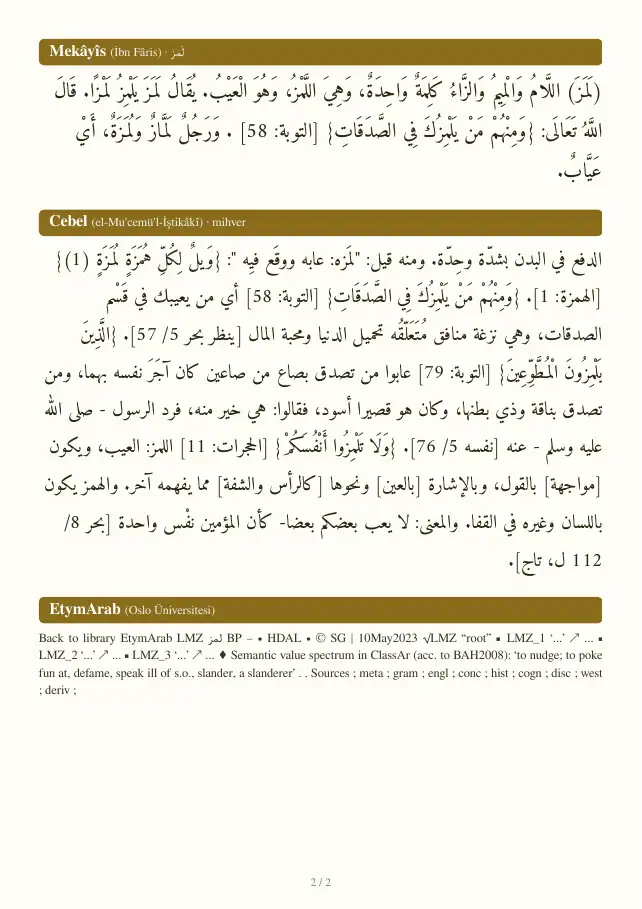 Mekâyîs (İbn Fâris) · لَمَزَ
(لَمَزَ) اللَّامُ وَالْمِيمُ وَالزَّاءُ كَلِمَةٌ وَاحِدَةٌ، وَهِيَ اللَّمْزُ، وَهُوَ الْعَيْبُ. يُقَالُ لَمَزَ يَلْمِزُ لَمْزًا. قَالَ
اللَّهُ تَعَالَى: {وَمِنْهُمْ مَنْ يَلْمِزُكَ فِي الصَّدَقَاتِ} [التوبة: 58] . وَرَجُلٌ لَمَّازٌ وَلُمَزَةٌ، أَيْ
عَيَّابٌ.
Cebel (el-Mu'cemü'l-İştikâkî) · mihver
الدفع في البدن بشدّة وحِدّة. ومنه قيل: "لمَزه: عابه ووقَع فيه ": {وَيلٌ لِكُلِّ هُمَزَةٍ لُمَزَةٍ (1)}
[الهمزة: 1]. {وَمِنْهُمْ مَنْ يَلْمِزُكَ فِي الصَّدَقَاتِ} [التوبة: 58] أي من يعيبك في قَسْم
الصدقات، وهي نزغة منافق مُتَعَلَّقُه تحميل الدنيا ومحبة المال [ينظر بحر 5/ 57]. {الَّذِينَ
يَلْمِزُونَ الْمُطَّوِّعِينَ} [التوبة: 79] عابوا من تصدق بصاع من صاعين كان آجَرَ نفسه بهما، ومن
تصدق بناقة وذي بطنها، وكان هو قصيرا أسود، فقالوا: هي خير منه، فرد الرسول - صلى الله
عليه وسلم - عنه [نفسه 5/ 76]. {وَلَا تَلْمِزُوا أَنْفُسَكُمْ} [الحجرات: 11] اللمز: العيب، ويكون
[مواجهة] بالقول، وبالإشارة [بالعين] ونحوها [كالرأس والشفة] مما يفهمه آخر. والهمز يكون
باللسان وغيره في القفا. والمعنى: لا يعب بعضكم بعضا- كأن المؤمين نفْس واحدة [بحر 8/
112 ل، تاج].
EtymArab (Oslo Üniversitesi)
Back to library EtymArab LMZ لمز BP – • HDAL • © SG | 10May2023 √LMZ “root” ▪ LMZ_1 ‘...’ ↗ ... ▪
LMZ_2 ‘...’ ↗ ... ▪ LMZ_3 ‘...’ ↗ ... ♦ Semantic value spectrum in ClassAr (acc. to BAH2008): ‘to nudge; to poke
fun at, defame, speak ill of s.o., slander, a slanderer’ . . Sources ; meta ; gram ; engl ; conc ; hist ; cogn ; disc ; west
; deriv ;
2 / 2